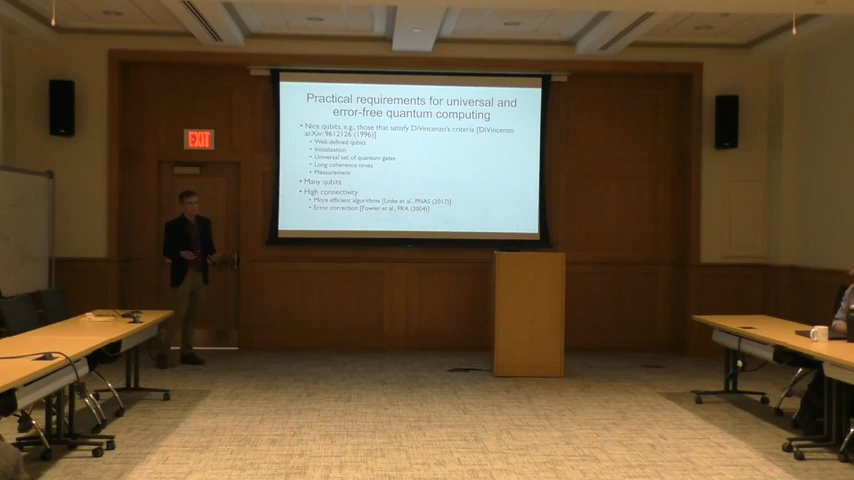 EXIT
Practical requirements for universal and
error-free quantum computing
• Nice qubits, e.g., those that satisfy DiVincenzo's criteria [DiVincenzo
arXiv: 9612126 (1996)]
• Well-defined qubits
• Initialization
• Universal set of quantum gates
• Long coherence times
• Measurement
• Many qubits
• High connectivity
• More efficient algorithms [Linke et al., PNAS (2017)]
• Error correction [Fowler et al., PRA (2004)]